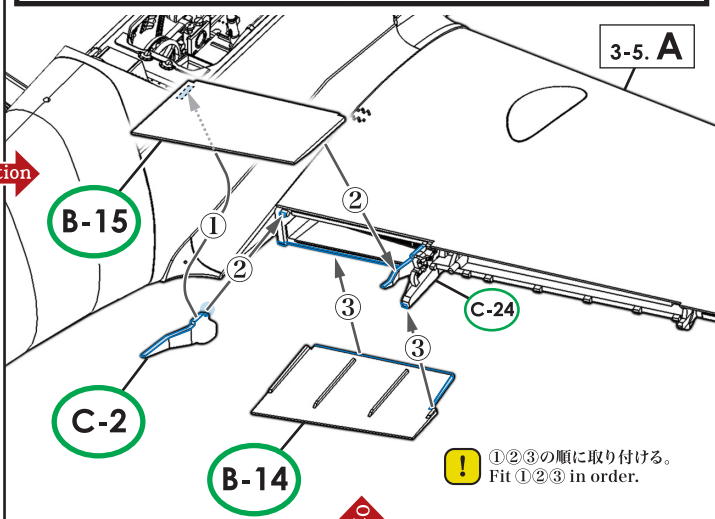 3-5. A
tion
B-15
①
②
②
③
C-24
③
C-2
B-14
! ①②③の順に取り付ける。
Fit ①②③ in order.